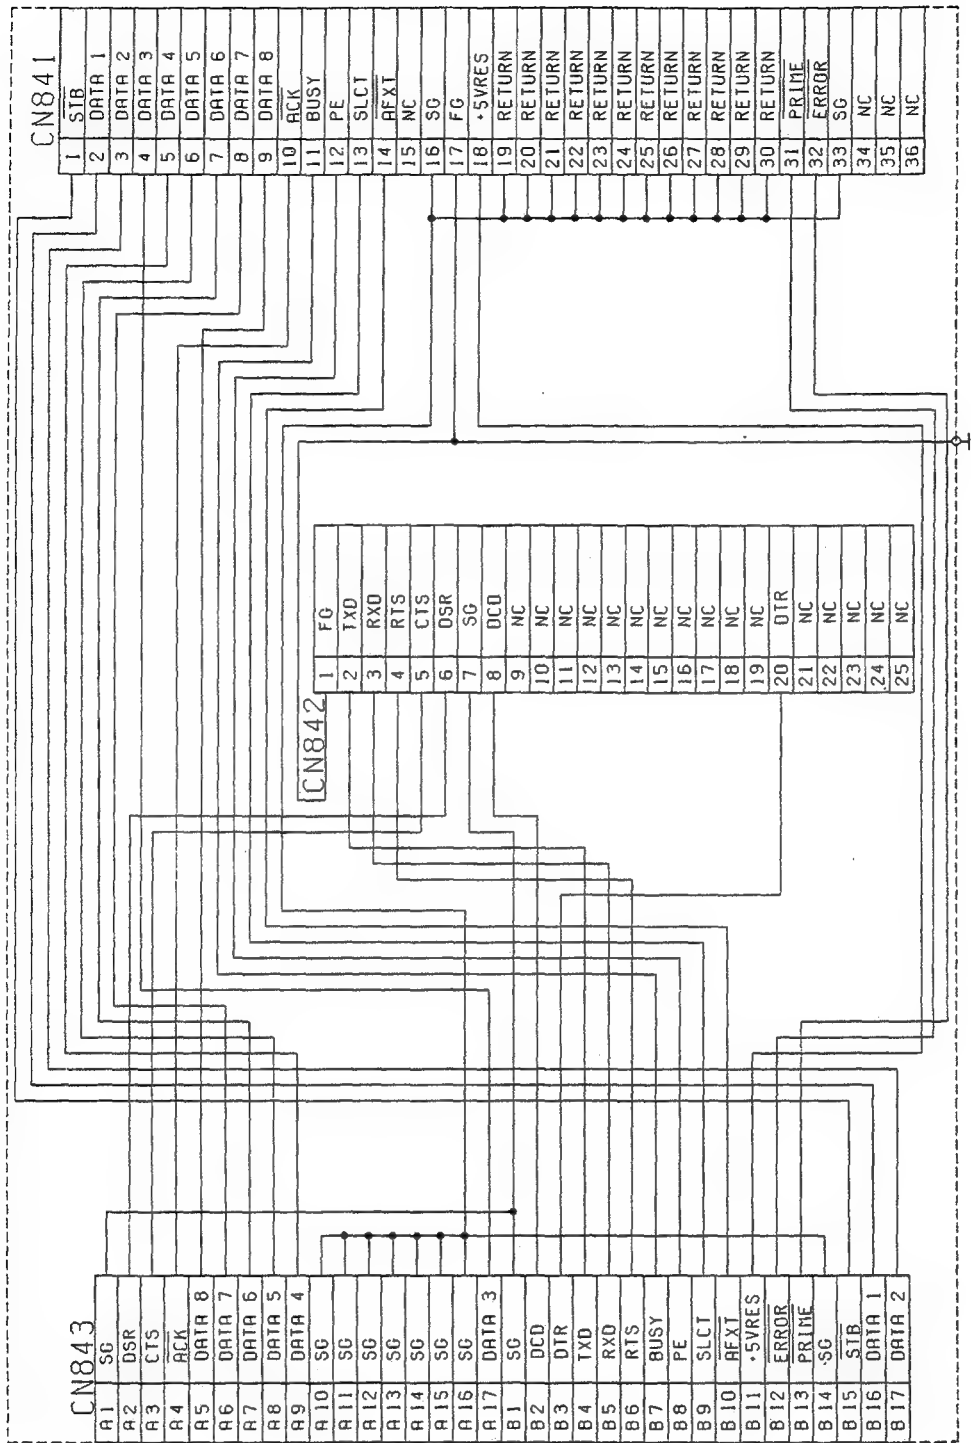 CN841
1 STB
2 DATA 1
3 DATA 2
4 DATA 3
5 DATA 4
6 DATA 5
7 DATA 6
8 DATA 7
9 DATA 8
10 ACK
11 BUSY
12 PE
13 SLCT
14 AFXT
15 NC
16 SG
17 FG
18 +5VRES
19 RETURN
20 RETURN
21 RETURN
22 RETURN
23 RETURN
24 RETURN
25 RETURN
26 RETURN
27 RETURN
28 RETURN
29 RETURN
30 RETURN
31 PRIME
32 ERROR
33 SG
34 NC
35 NC
36 NC
CN842
1 FG
2 TXD
3 RXD
4 RTS
5 CTS
6 DSR
7 SG
8 DCD
9 NC
10 NC
11 NC
12 NC
13 NC
14 NC
15 NC
16 NC
17 NC
18 NC
19 NC
20 DTR
21 NC
22 NC
23 NC
24 NC
25 NC
CN843
A1 SG
A2 DSR
A3 CTS
A4 ACK
A5 DATA 8
A6 DATA 7
A7 DATA 6
A8 DATA 5
A9 DATA 4
A10 SG
A11 SG
A12 SG
A13 SG
A14 SG
A15 SG
A16 SG
A17 DATA 3
B1 SG
B2 DCD
B3 DTR
B4 TXD
B5 RXD
B6 RTS
B7 BUSY
B8 PE
B9 SLCT
B10 AFXT
B11 +5VRES
B12 ERROR
B13 PRIME
B14 SG
B15 STB
B16 DATA 1
B17 DATA 2